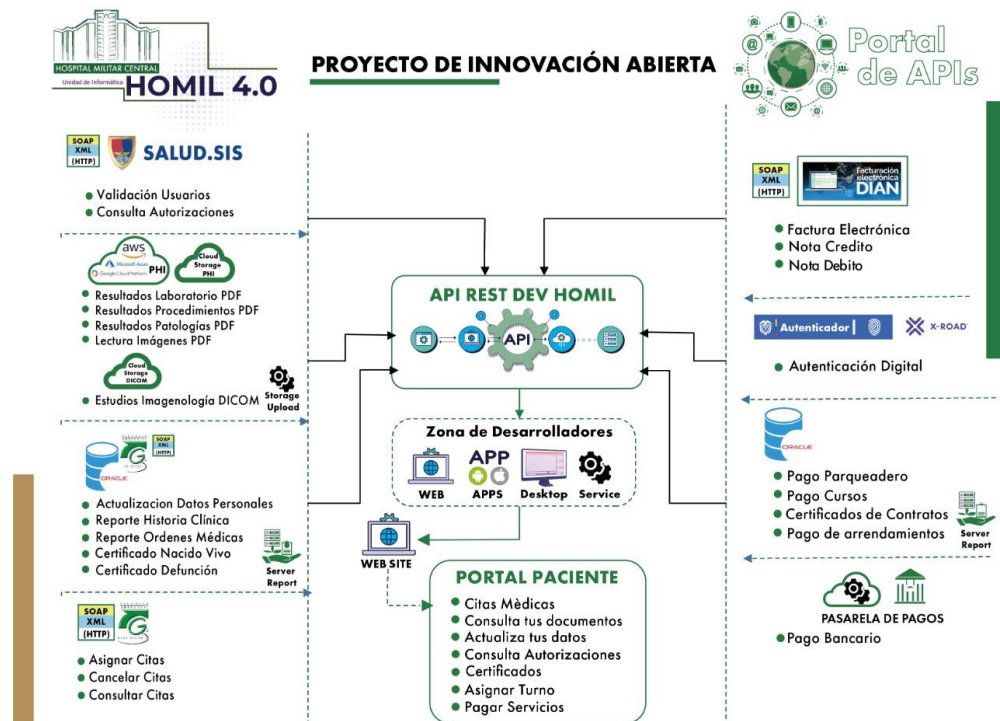 HOSPITAL MILITAR CENTRAL
Unidad de Informática
HOMIL 4.0
PROYECTO DE INNOVACIÓN ABIERTA
Portal
de APIs
SOAP
XML
(HTTP)
SALUD.SIS
Validación Usuarios
Consulta Autorizaciones
aws
Microsoft Azure
Google Cloud Platform
PHI
Cloud
Storage
PHI
Resultados Laboratorio PDF
Resultados Procedimientos PDF
Resultados Patologías PDF
Lectura Imágenes PDF
Cloud
Storage
DICOM
Estudios Imagenología DICOM
Storage
Upload
ORACLE
SOAP
XML
(HTTP)
Actualizacion Datos Personales
Reporte Historia Clínica
Reporte Ordenes Médicas
Certificado Nacido Vivo
Certificado Defunción
Server
Report
SOAP
XML
(HTTP)
Asignar Citas
Cancelar Citas
Consultar Citas
API REST DEV HOMIL
API
Zona de Desarrolladores
WEB
APP
APPS
Desktop
Service
WEB SITE
PORTAL PACIENTE
Citas Mèdicas
Consulta tus documentos
Actualiza tus datos
Consulta Autorizaciones
Certificados
Asignar Turno
Pagar Servicios
SOAP
XML
(HTTP)
Facturación
electrónica
DIAN
Factura Electrónica
Nota Credito
Nota Debito
Autenticador
X-ROAD
Autenticación Digital
ORACLE
Pago Parqueadero
Pago Cursos
Certificados de Contratos
Pago de arrendamientos
Server
Report
PASARELA DE PAGOS
Pago Bancario